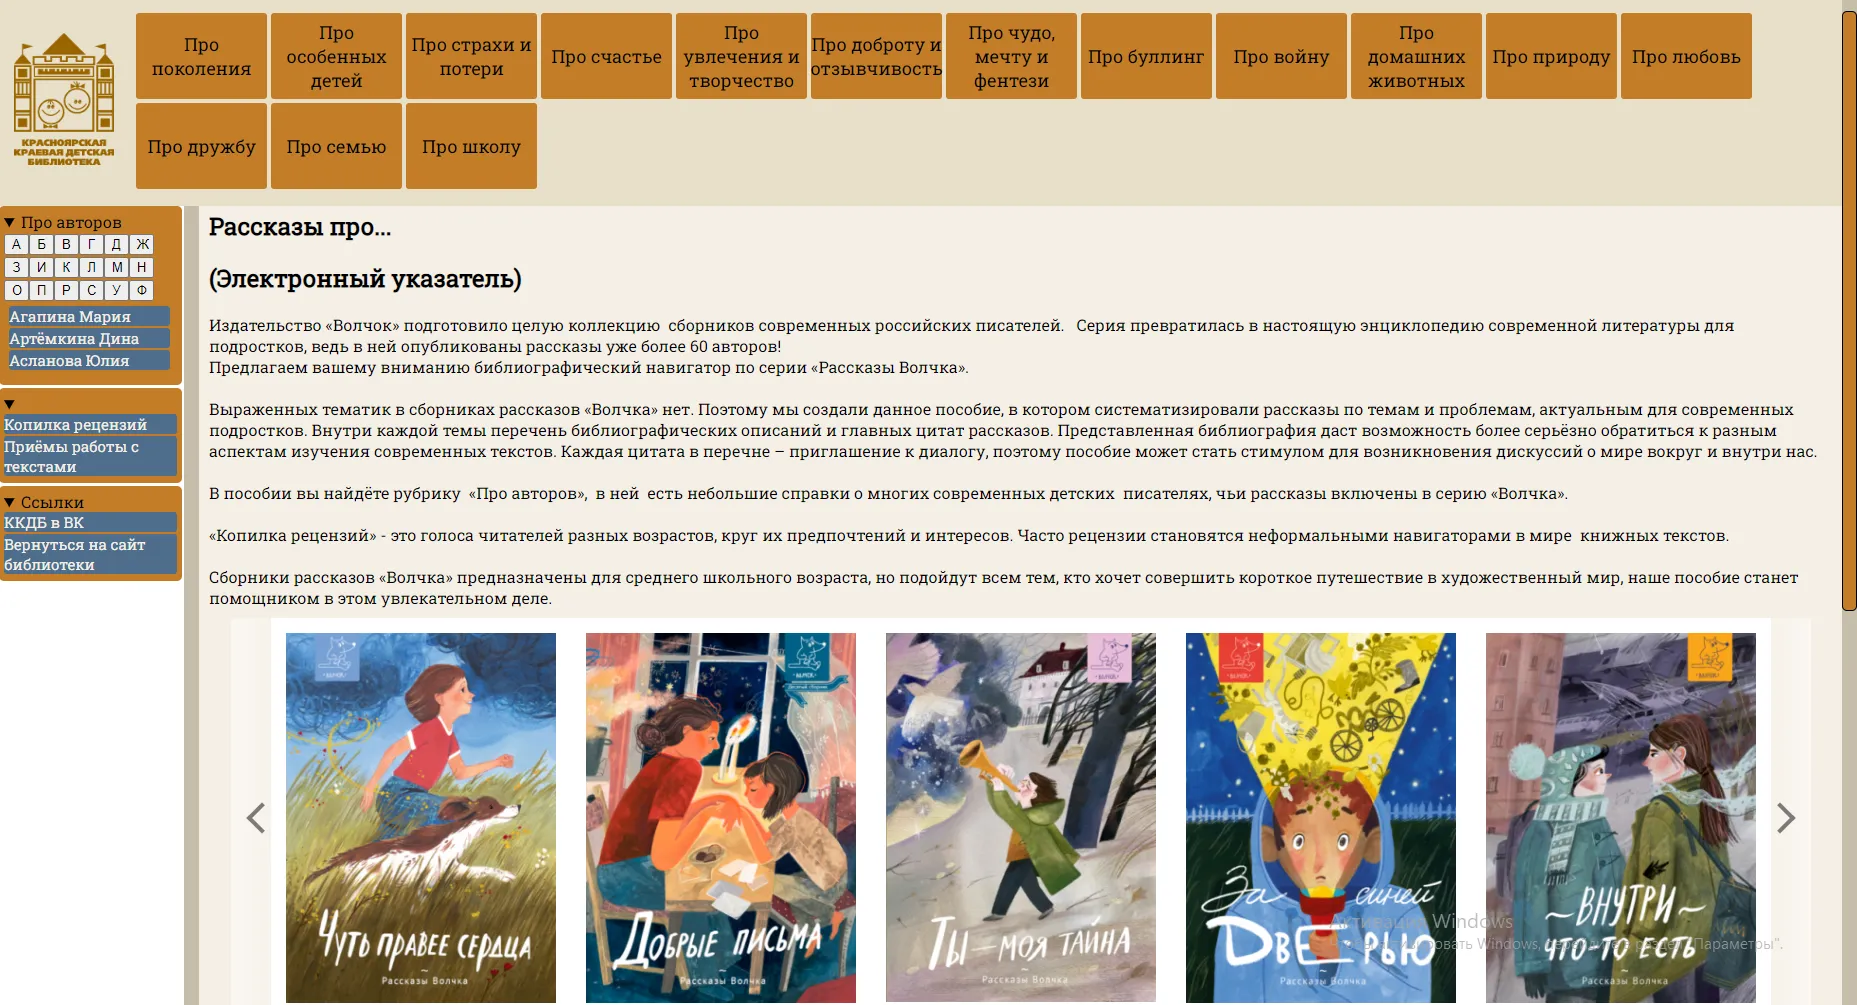 КРАСНОЯРСКАЯ
КРАЕВАЯ ДЕТСКАЯ
БИБЛИОТЕКА
Про
поколения
Про
особенных
детей
Про страхи и
потери
Про счастье
Про
увлечения и
творчество
Про доброту и
отзывчивость
Про чудо,
мечту и
фентези
Про буллинг
Про войну
Про
домашних
животных
Про природу
Про любовь
Про дружбу
Про семью
Про школу
Про авторов
А Б В Г Д Ж
З И К Л М Н
О П Р С У Ф
Агапина Мария
Артёмкина Дина
Асланова Юлия
Копилка рецензий
Приёмы работы с
текстами
Ссылки
ККДБ в ВК
Вернуться на сайт
библиотеки
Рассказы про...
(Электронный указатель)
Издательство «Волчок» подготовило целую коллекцию сборников современных российских писателей. Серия превратилась в настоящую энциклопедию современной литературы для
подростков, ведь в ней опубликованы рассказы уже более 60 авторов!
Предлагаем вашему вниманию библиографический навигатор по серии «Рассказы Волчка».
Выраженных тематик в сборниках рассказов «Волчка» нет. Поэтому мы создали данное пособие, в котором систематизировали рассказы по темам и проблемам, актуальным для современных
подростков. Внутри каждой темы перечень библиографических описаний и главных цитат рассказов. Представленная библиография даст возможность более серьёзно обратиться к разным
аспектам изучения современных текстов. Каждая цитата в перечне – приглашение к диалогу, поэтому пособие может стать стимулом для возникновения дискуссий о мире вокруг и внутри нас.
В пособии вы найдёте рубрику «Про авторов», в ней есть небольшие справки о многих современных детских писателях, чьи рассказы включены в серию «Волчка».
«Копилка рецензий» - это голоса читателей разных возрастов, круг их предпочтений и интересов. Часто рецензии становятся неформальными навигаторами в мире книжных текстов.
Сборники рассказов «Волчка» предназначены для среднего школьного возраста, но подойдут всем тем, кто хочет совершить короткое путешествие в художественный мир, наше пособие станет
помощником в этом увлекательном деле.
Чуть правее сердца
Рассказы Волчка
Добрые письма
Рассказы Волчка
Ты – моя тайна
Рассказы Волчка
За синей
дверью
Рассказы Волчка
~ВНУТРИ~
ЧТО-ТО ЕСТЬ
Рассказы Волчка
Активация Windows